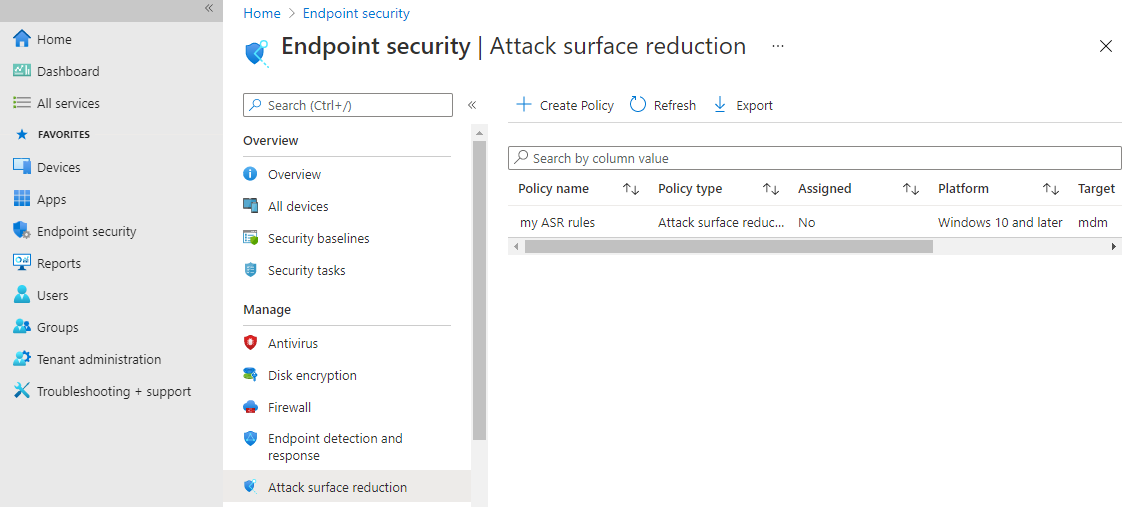 Home > Endpoint security
Endpoint security | Attack surface reduction ...
Home
Dashboard
All services
FAVORITES
Devices
Apps
Endpoint security
Reports
Users
Groups
Tenant administration
Troubleshooting + support
Search (Ctrl+/)
Overview
Overview
All devices
Security baselines
Security tasks
Manage
Antivirus
Disk encryption
Firewall
Endpoint detection and
response
Attack surface reduction
Create Policy Refresh Export
Search by column value
Policy name Policy type Assigned Platform Target
my ASR rules Attack surface reduc... No Windows 10 and later mdm